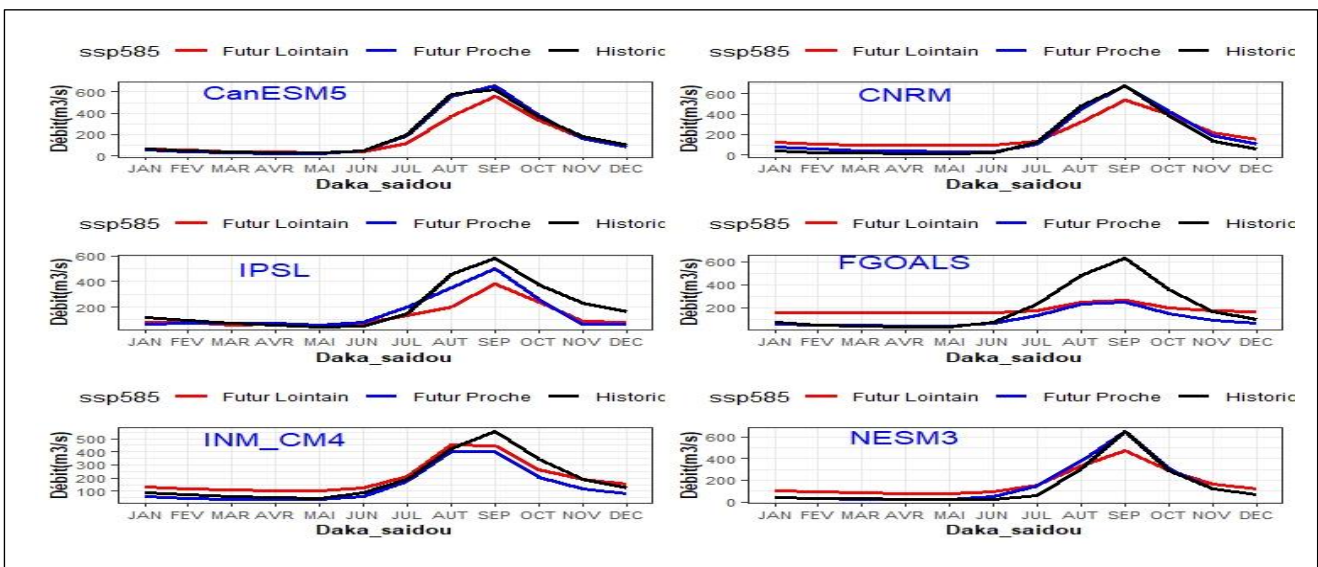 ssp585 Futur Lointain Futur Proche Historic
CanESM5
Dèbit(m3/s)
600
400
200
0
JAN FEV MAR AVR MAI JUN JUL AUT SEP OCT NOV DEC
Daka_saidou
ssp585 Futur Lointain Futur Proche Historic
CNRM
Dèbit(m3/s)
600
400
200
0
JAN FEV MAR AVR MAI JUN JUL AUT SEP OCT NOV DEC
Daka_saidou
ssp585 Futur Lointain Futur Proche Historic
IPSL
Dèbit(m3/s)
600
400
200
JAN FEV MAR AVR MAI JUN JUL AUT SEP OCT NOV DEC
Daka_saidou
ssp585 Futur Lointain Futur Proche Historic
FGOALS
Dèbit(m3/s)
600
400
200
JAN FEV MAR AVR MAI JUN JUL AUT SEP OCT NOV DEC
Daka_saidou
ssp585 Futur Lointain Futur Proche Historic
INM_CM4
Dèbit(m3/s)
500
400
300
200
100
JAN FEV MAR AVR MAI JUN JUL AUT SEP OCT NOV DEC
Daka_saidou
ssp585 Futur Lointain Futur Proche Historic
NESM3
Dèbit(m3/s)
600
400
200
0
JAN FEV MAR AVR MAI JUN JUL AUT SEP OCT NOV DEC
Daka_saidou